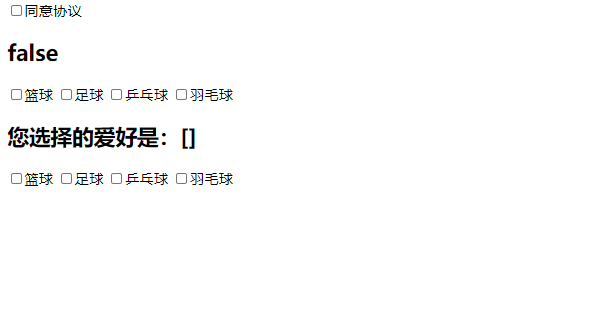 同意协议
false
篮球 足球 乒乓球 羽毛球
您选择的爱好是：[]
篮球 足球 乒乓球 羽毛球